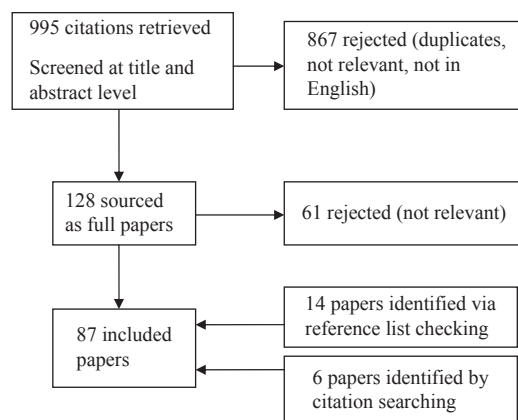 995 citations retrieved
Screened at title and
abstract level
867 rejected (duplicates,
not relevant, not in
English)
128 sourced
as full papers
61 rejected (not relevant)
87 included
papers
14 papers identified via
reference list checking
6 papers identified by
citation searching